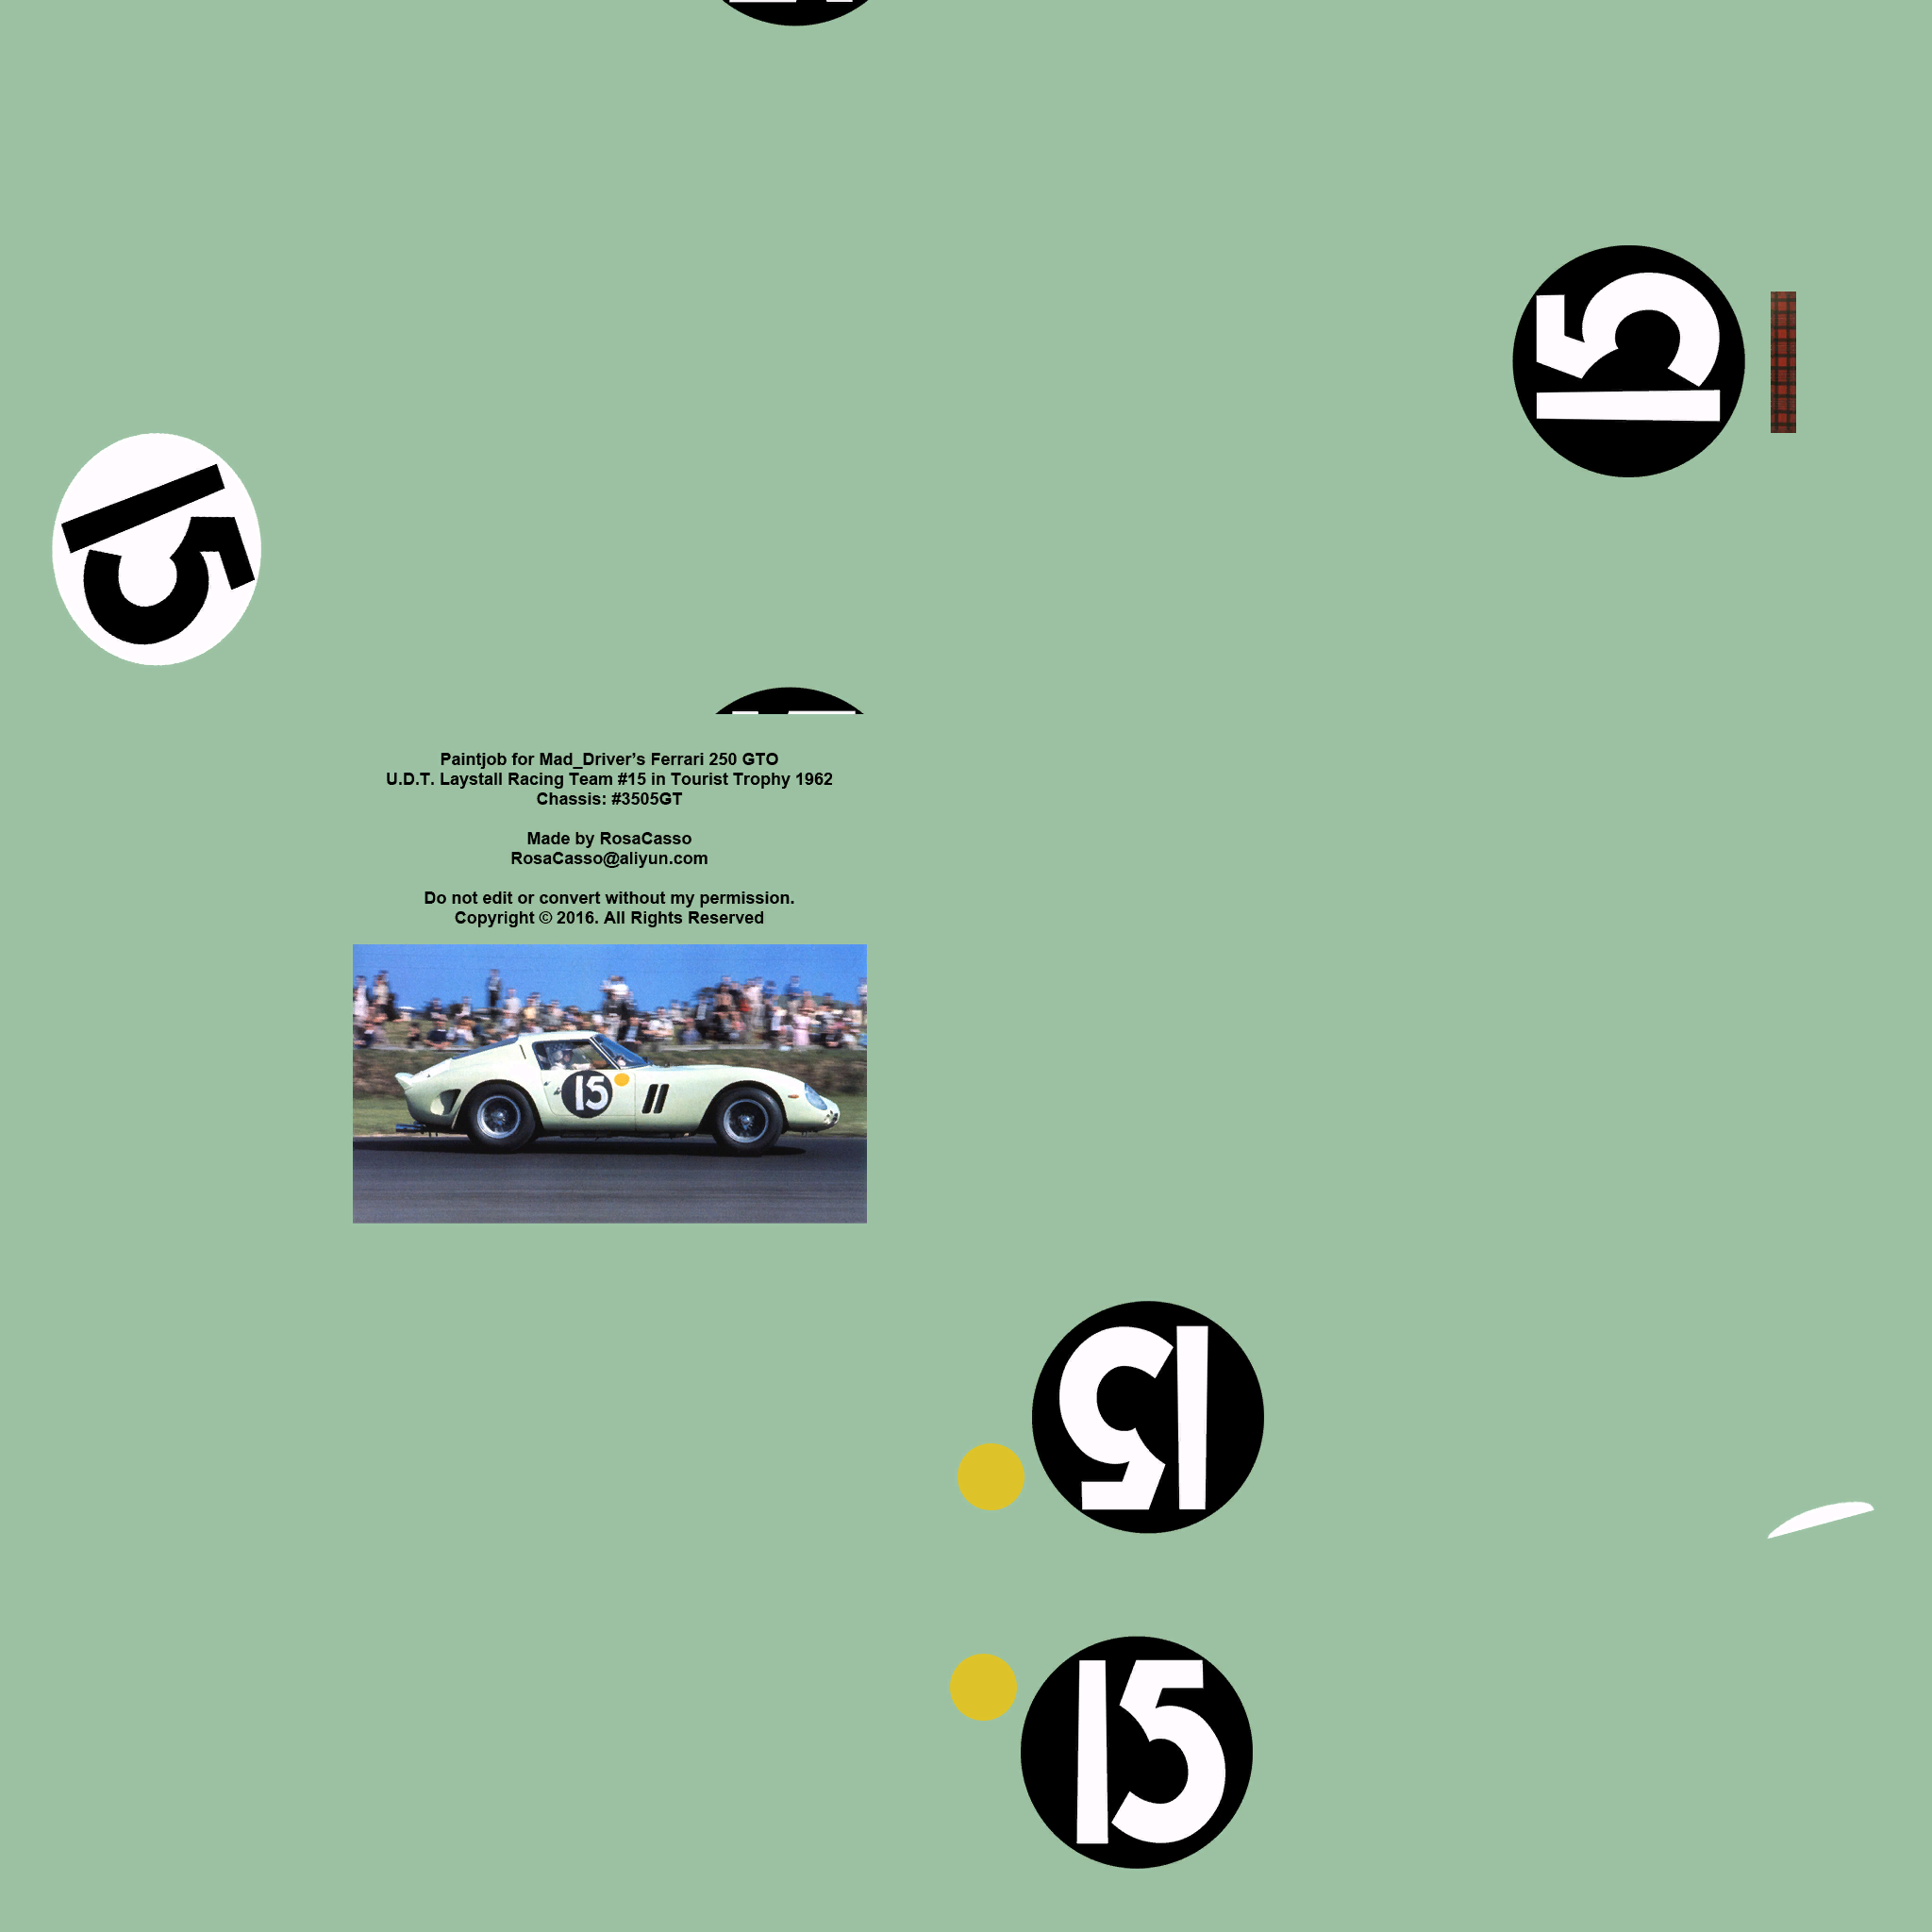 15
15
Paintjob for Mad_Driver’s Ferrari 250 GTO
U.D.T. Laystall Racing Team #15 in Tourist Trophy 1962
Chassis: #3505GT
Made by RosaCasso
RosaCasso@aliyun.com
Do not edit or convert without my permission.
Copyright © 2016. All Rights Reserved
15
15
15